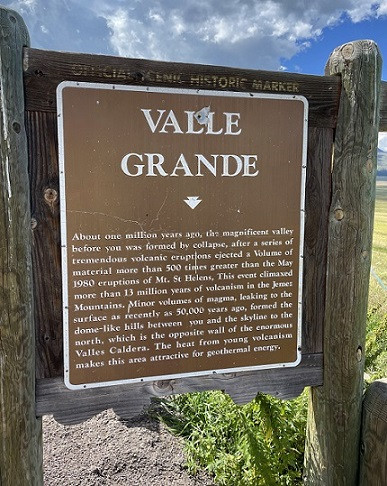 OFFICIAL SCENIC HISTORIC MARKER
VALLE
GRANDE
About one million years ago, the magnificent valley
before you was formed by collapse, after a series of
tremendous volcanic eruptions ejected a Volume of
material more than 500 times greater than the May
1980 eruptions of Mt. St Helens. This event climaxed
more than 13 million years of volcanism in the Jemez
Mountains. Minor volumes of magma, leaking to the
surface as recently as 50,000 years ago, formed the
dome-like hills between you and the skyline to the
north, which is the opposite wall of the enormous
Valles Caldera. The heat from young volcanism
makes this area attractive for geothermal energy.